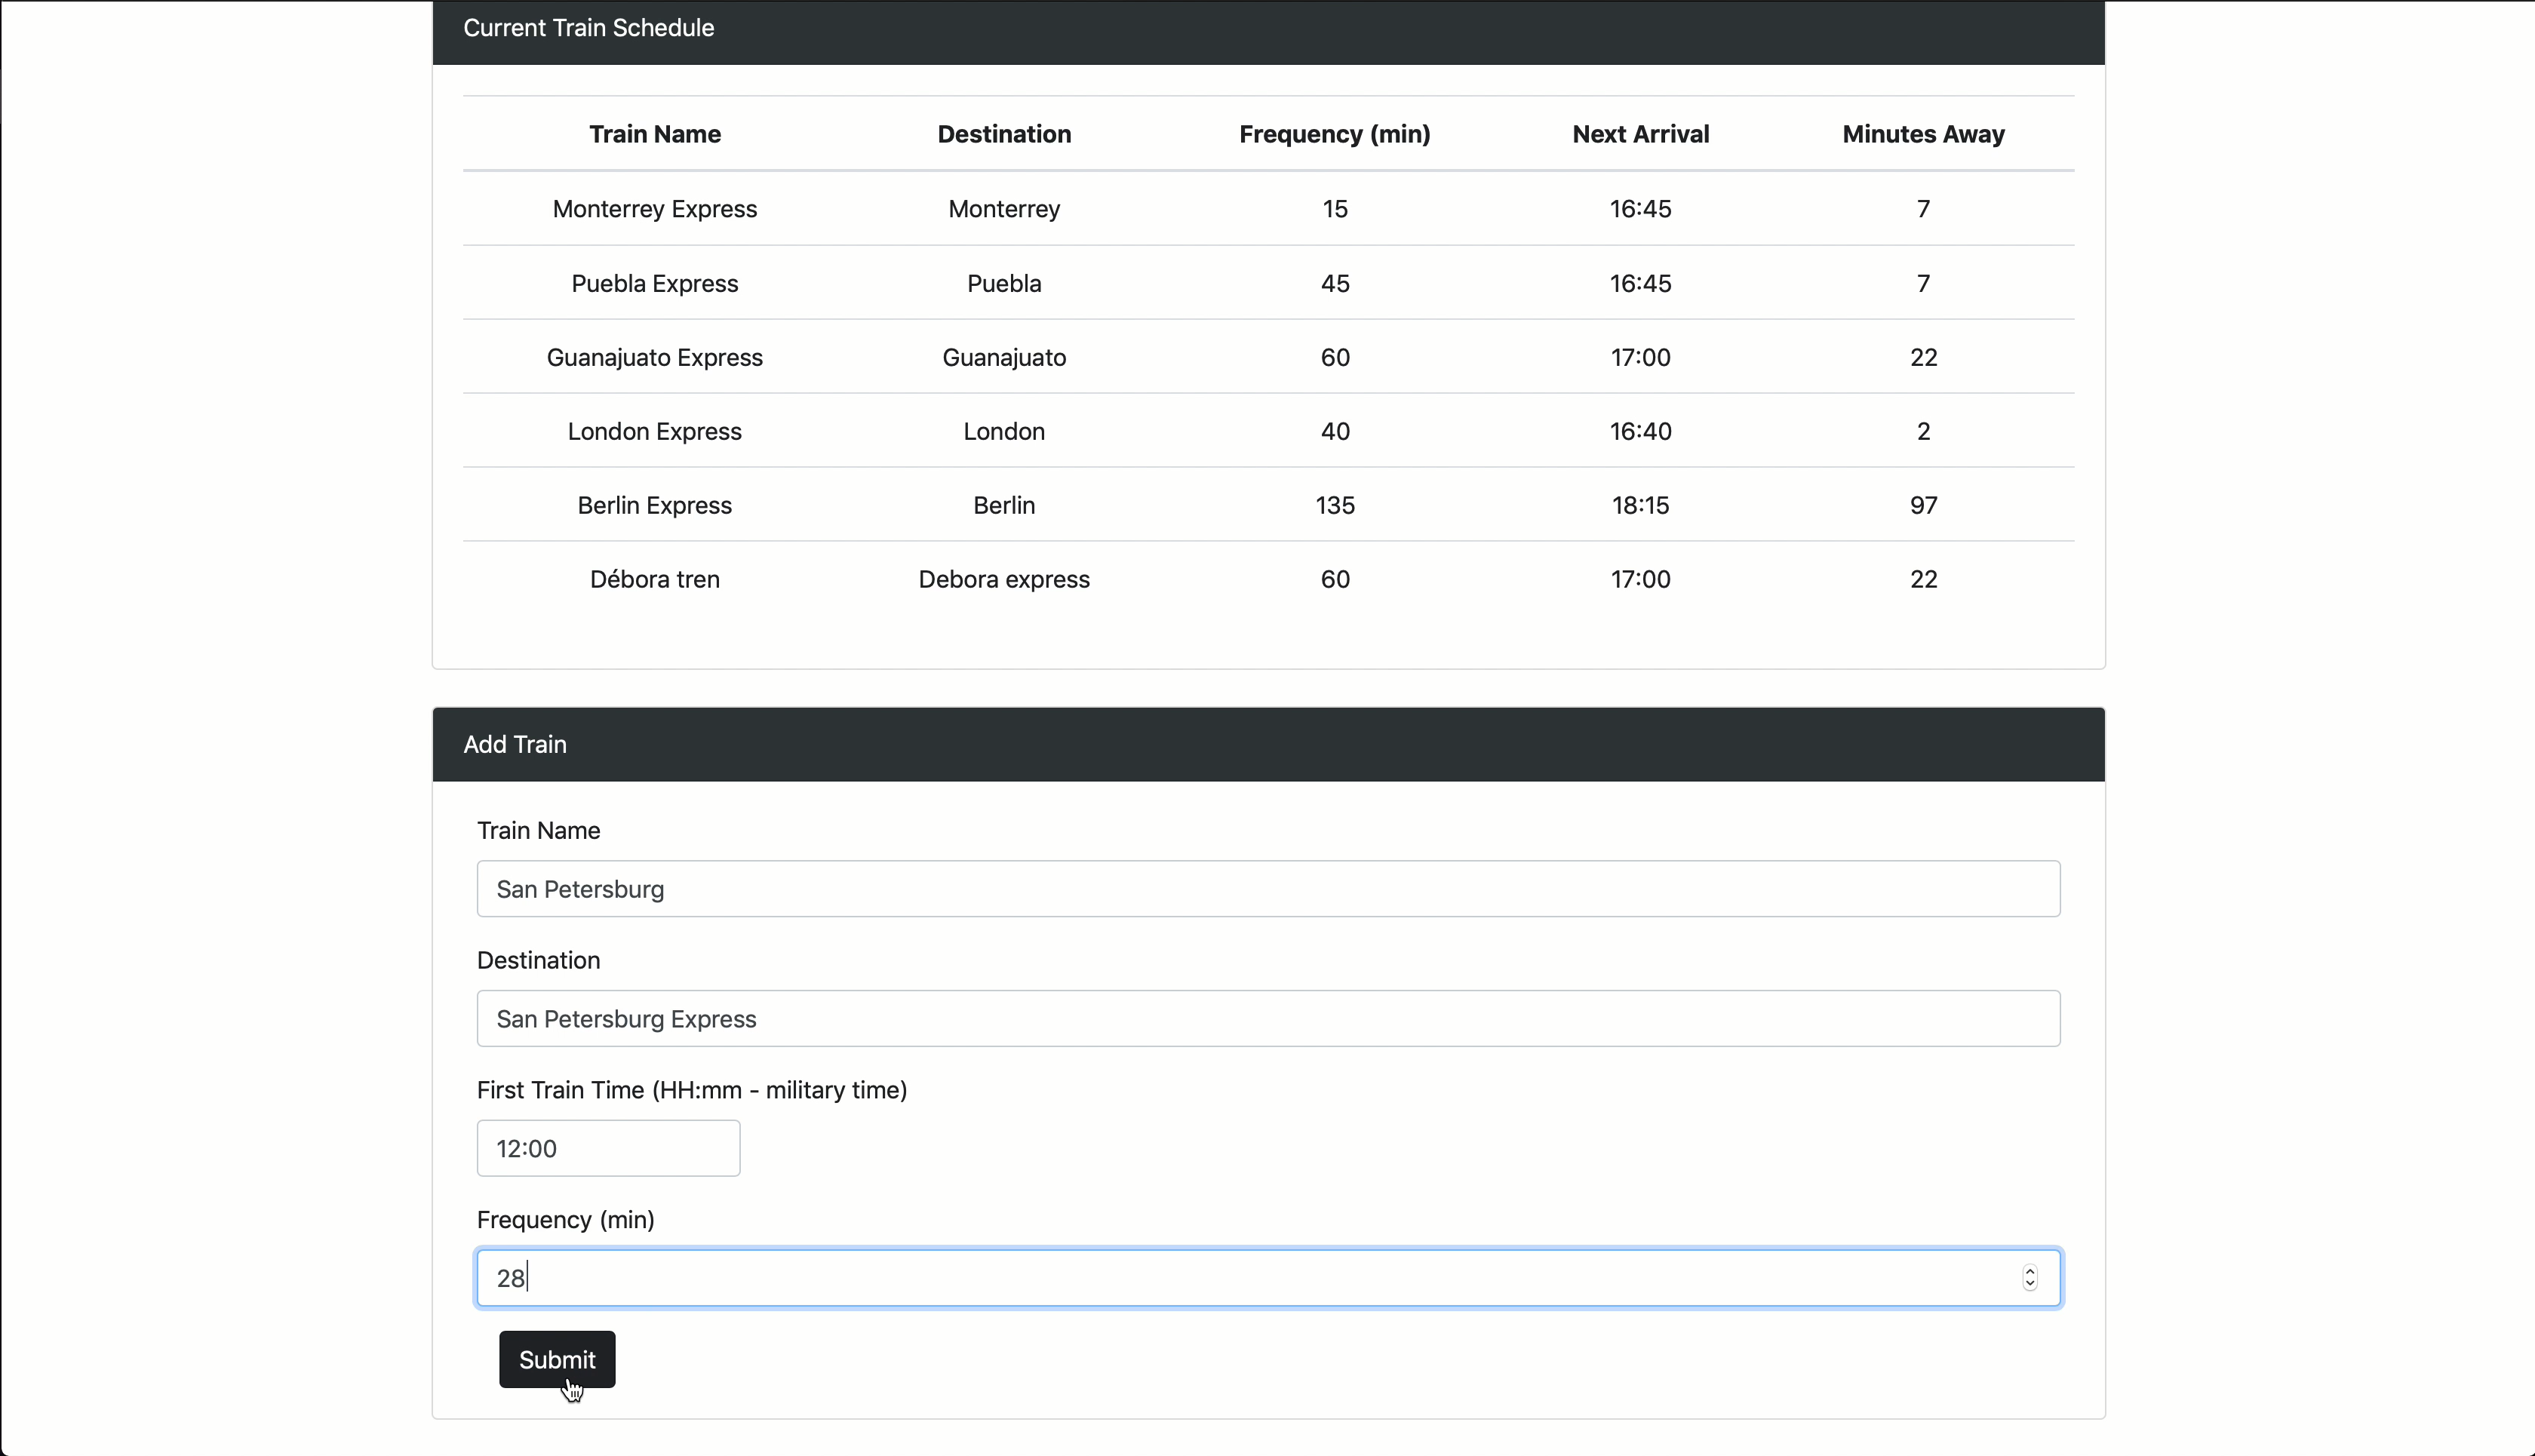 Current Train Schedule
Train Name Destination Frequency (min) Next Arrival Minutes Away
Monterrey Express Monterrey 15 16:45 7
Puebla Express Puebla 45 16:45 7
Guanajuato Express Guanajuato 60 17:00 22
London Express London 40 16:40 2
Berlin Express Berlin 135 18:15 97
Débora tren Debora express 60 17:00 22
Add Train
Train Name
San Petersburg
Destination
San Petersburg Express
First Train Time (HH:mm - military time)
12:00
Frequency (min)
28
Submit